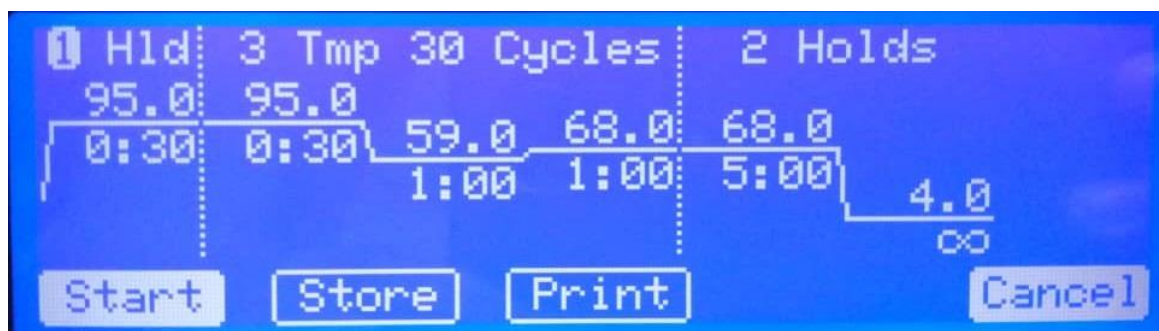 1 Hld 3 Tmp 30 Cycles 2 Holds
95.0 95.0 59.0 68.0 68.0 4.0
0:30 0:30 1:00 1:00 5:00 ∞
Start Store Print Cancel